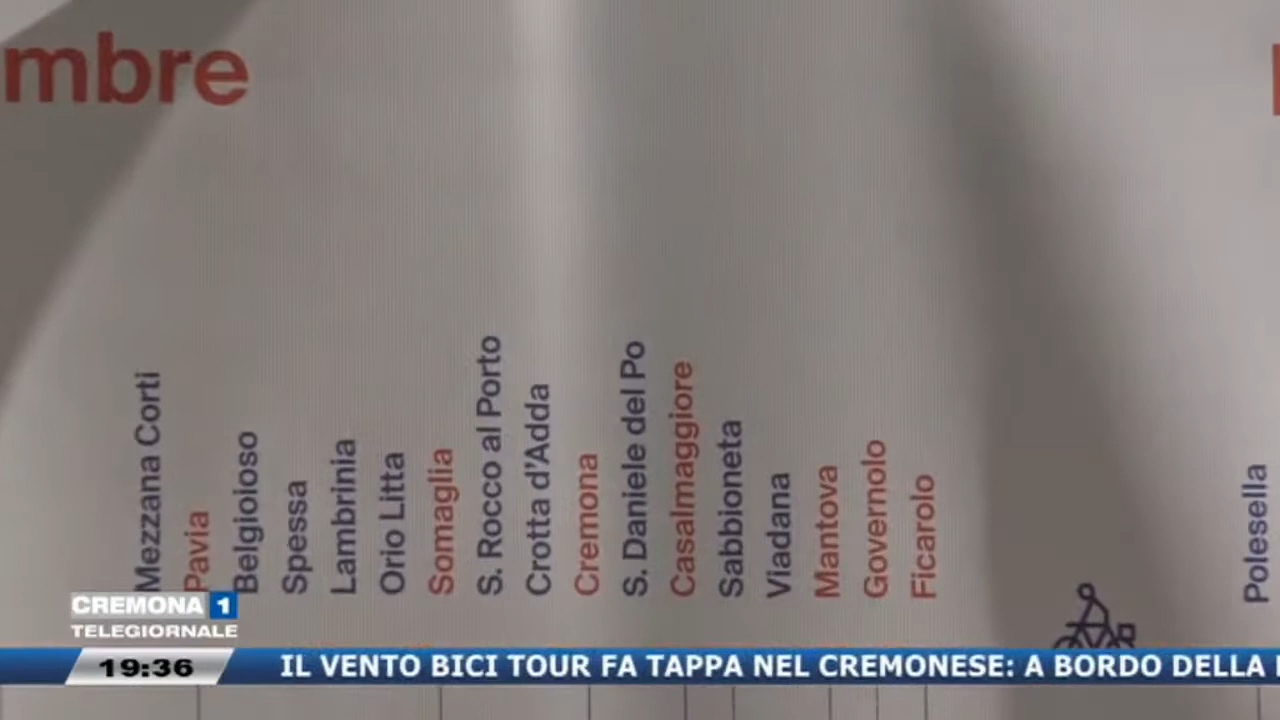 mbre
Mezzana Corti
Pavia
Belgioioso
Spessa
Lambrinia
Orio Litta
Somaglia
S. Rocco al Porto
Crotta d'Adda
Cremona
S. Daniele del Po
Casalmaggiore
Sabbioneta
Viadana
Mantova
Governolo
Ficarolo
Polesella
CREMONA 1
TELEGIORNALE
19:36 IL VENTO BICI TOUR FA TAPPA NEL CREMONESE: A BORDO DELLA